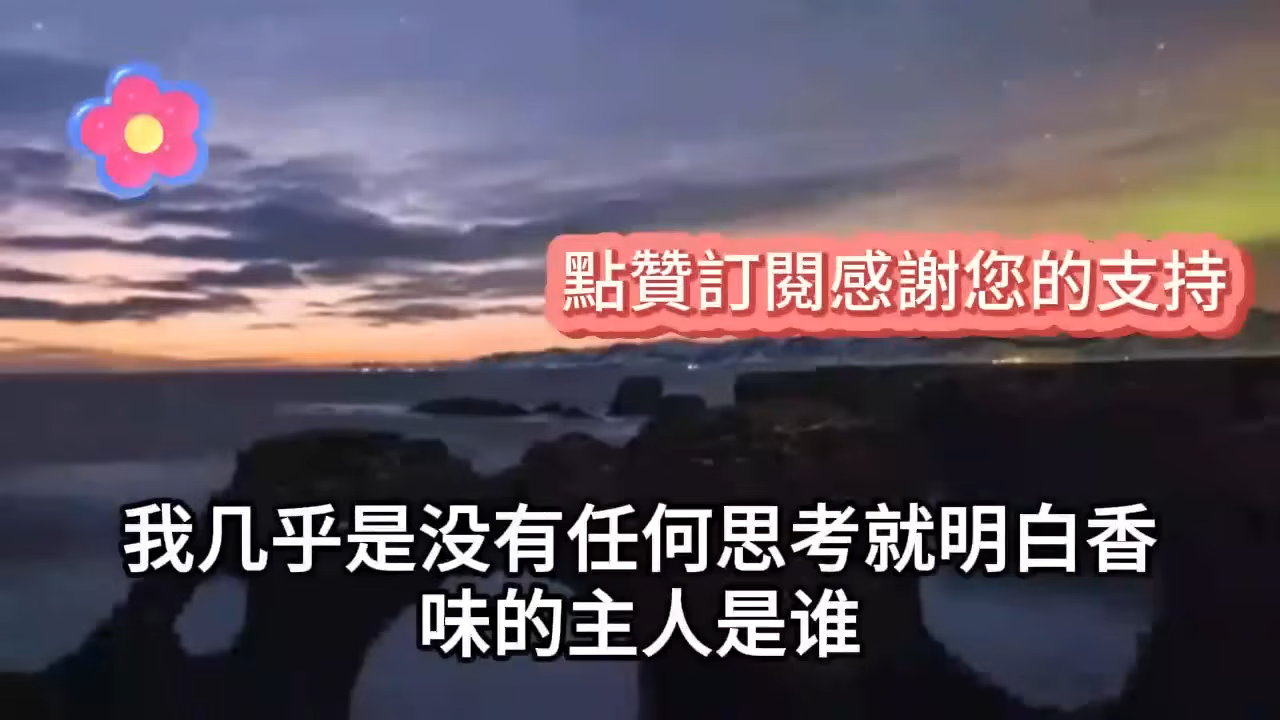 點贊訂閱感謝您的支持
我几乎是没有任何思考就明白香
味的主人是谁